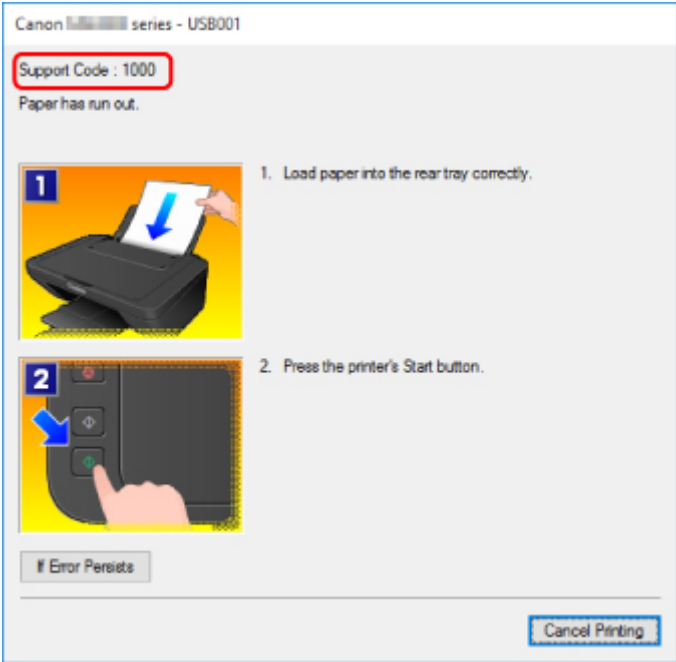 Canon series - USB001
Support Code : 1000
Paper has run out.
1
1. Load paper into the rear tray correctly.
2
2. Press the printer's Start button.
If Error Persists
Cancel Printing